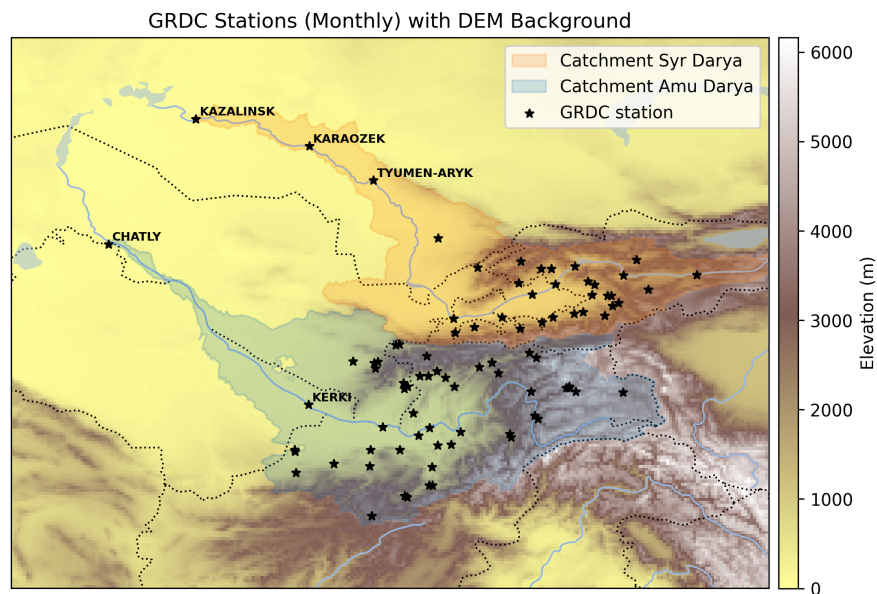 GRDC Stations (Monthly) with DEM Background
Catchment Syr Darya
Catchment Amu Darya
GRDC station
KAZALINSK
KARAOZEK
TYUMEN-ARYK
CHATLY
KERKI
6000
5000
4000
3000
2000
1000
0
Elevation (m)